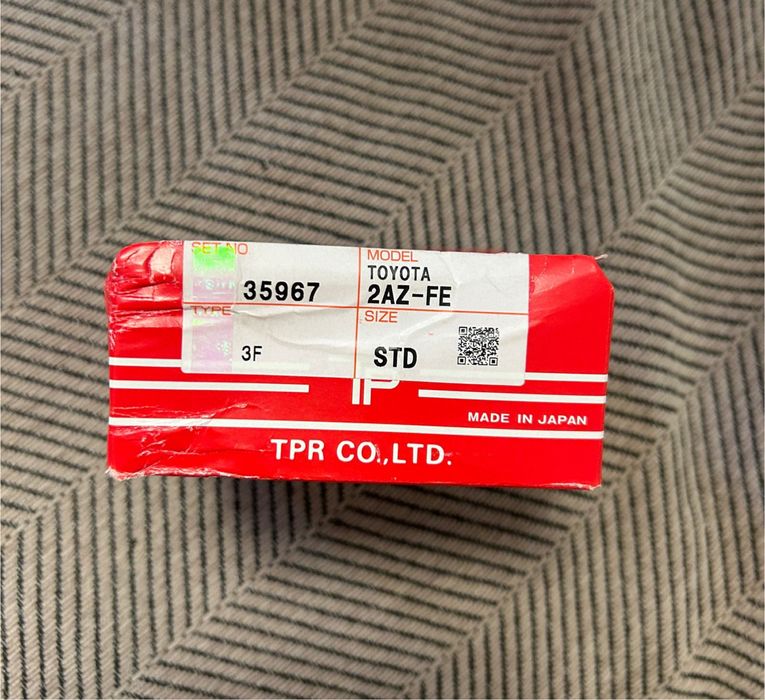 SET NO
35967
MODEL
TOYOTA
2AZ-FE
TYPE
3F
SIZE
STD
TP
MADE IN JAPAN
TPR CO.,LTD.